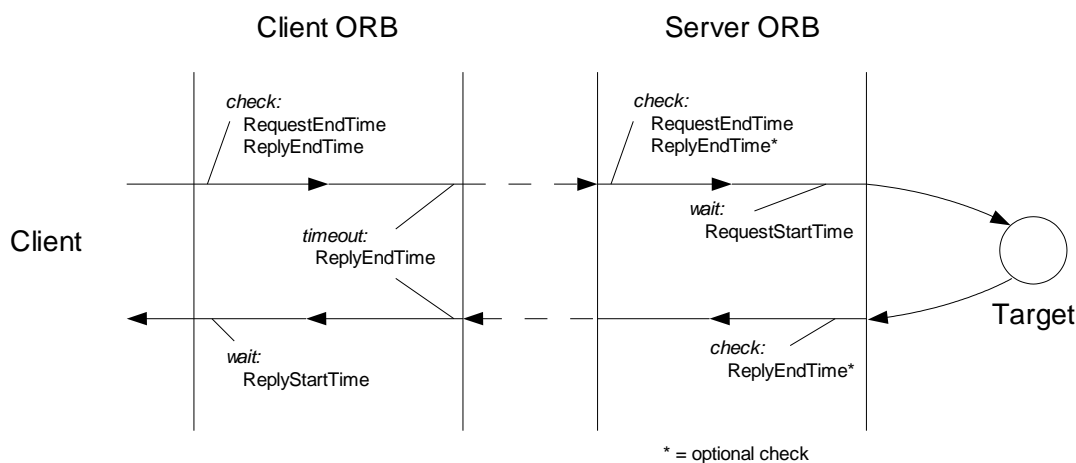 Client ORB
Server ORB
check:
RequestEndTime
ReplyEndTime
check:
RequestEndTime
ReplyEndTime*
wait:
RequestStartTime
Client
timeout:
ReplyEndTime
Target
wait:
ReplyStartTime
check:
ReplyEndTime*
* = optional check